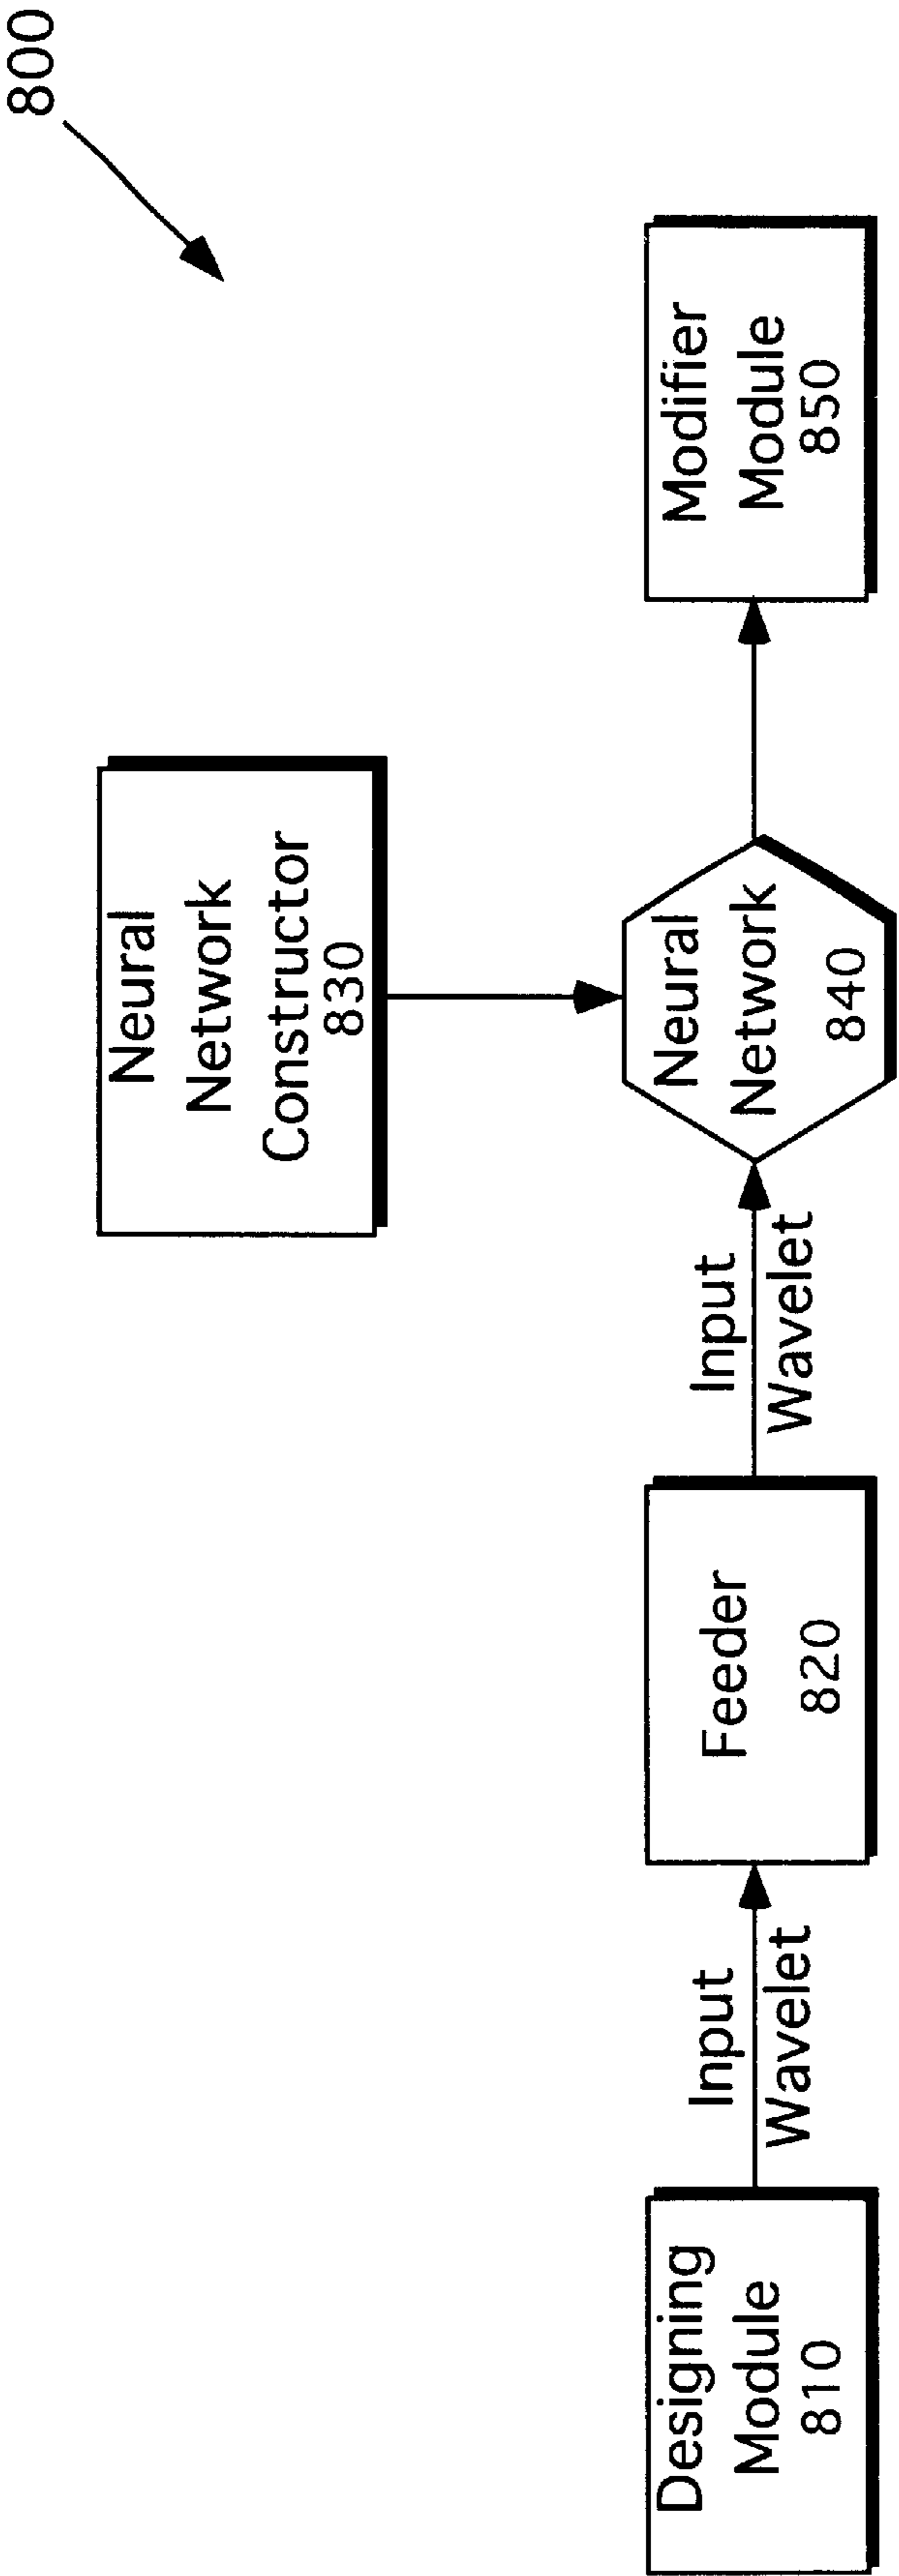 800
Neural
Network
Constructor
830
Designing
Module
810
Input
Wavelet
Feeder
820
Input
Wavelet
Neural
Network
840
Modifier
Module
850